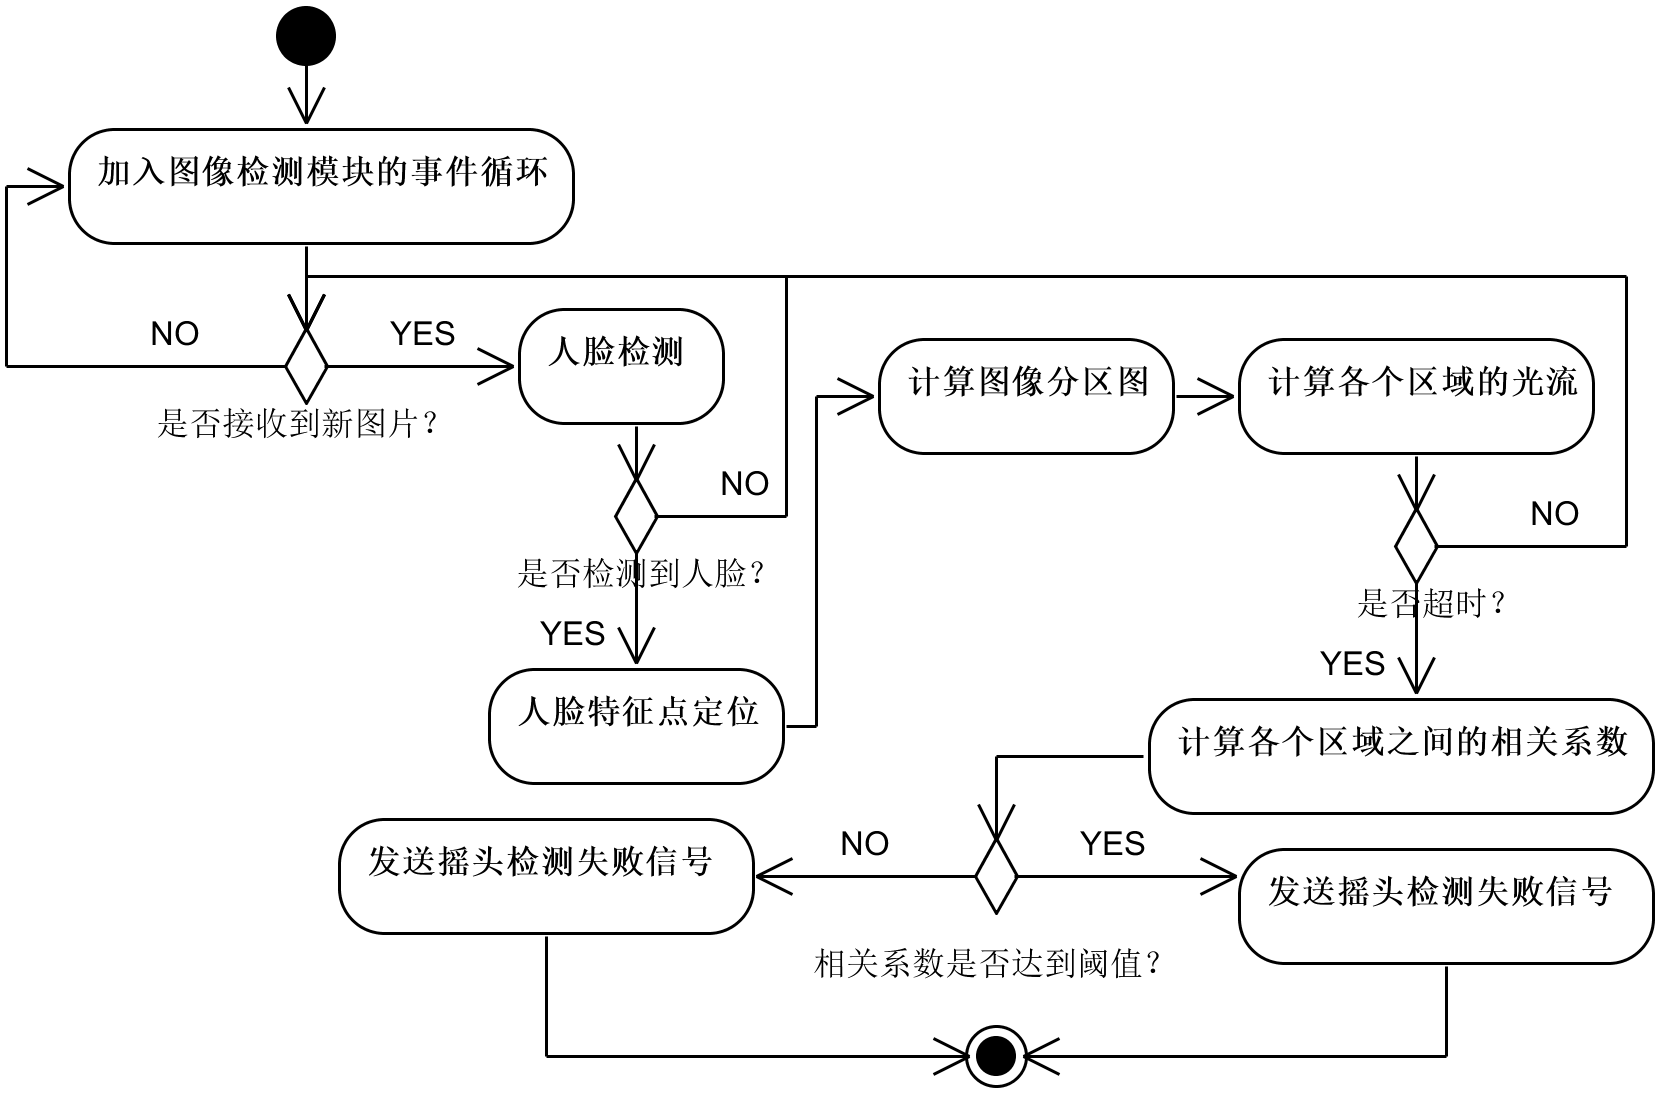 加入图像检测模块的事件循环
NO
YES
是否接收到新图片？
人脸检测
NO
是否检测到人脸？
YES
人脸特征点定位
计算图像分区图
计算各个区域的光流
NO
是否超时？
YES
计算各个区域之间的相关系数
NO
YES
发送摇头检测失败信号
发送摇头检测失败信号
相关系数是否达到阈值？